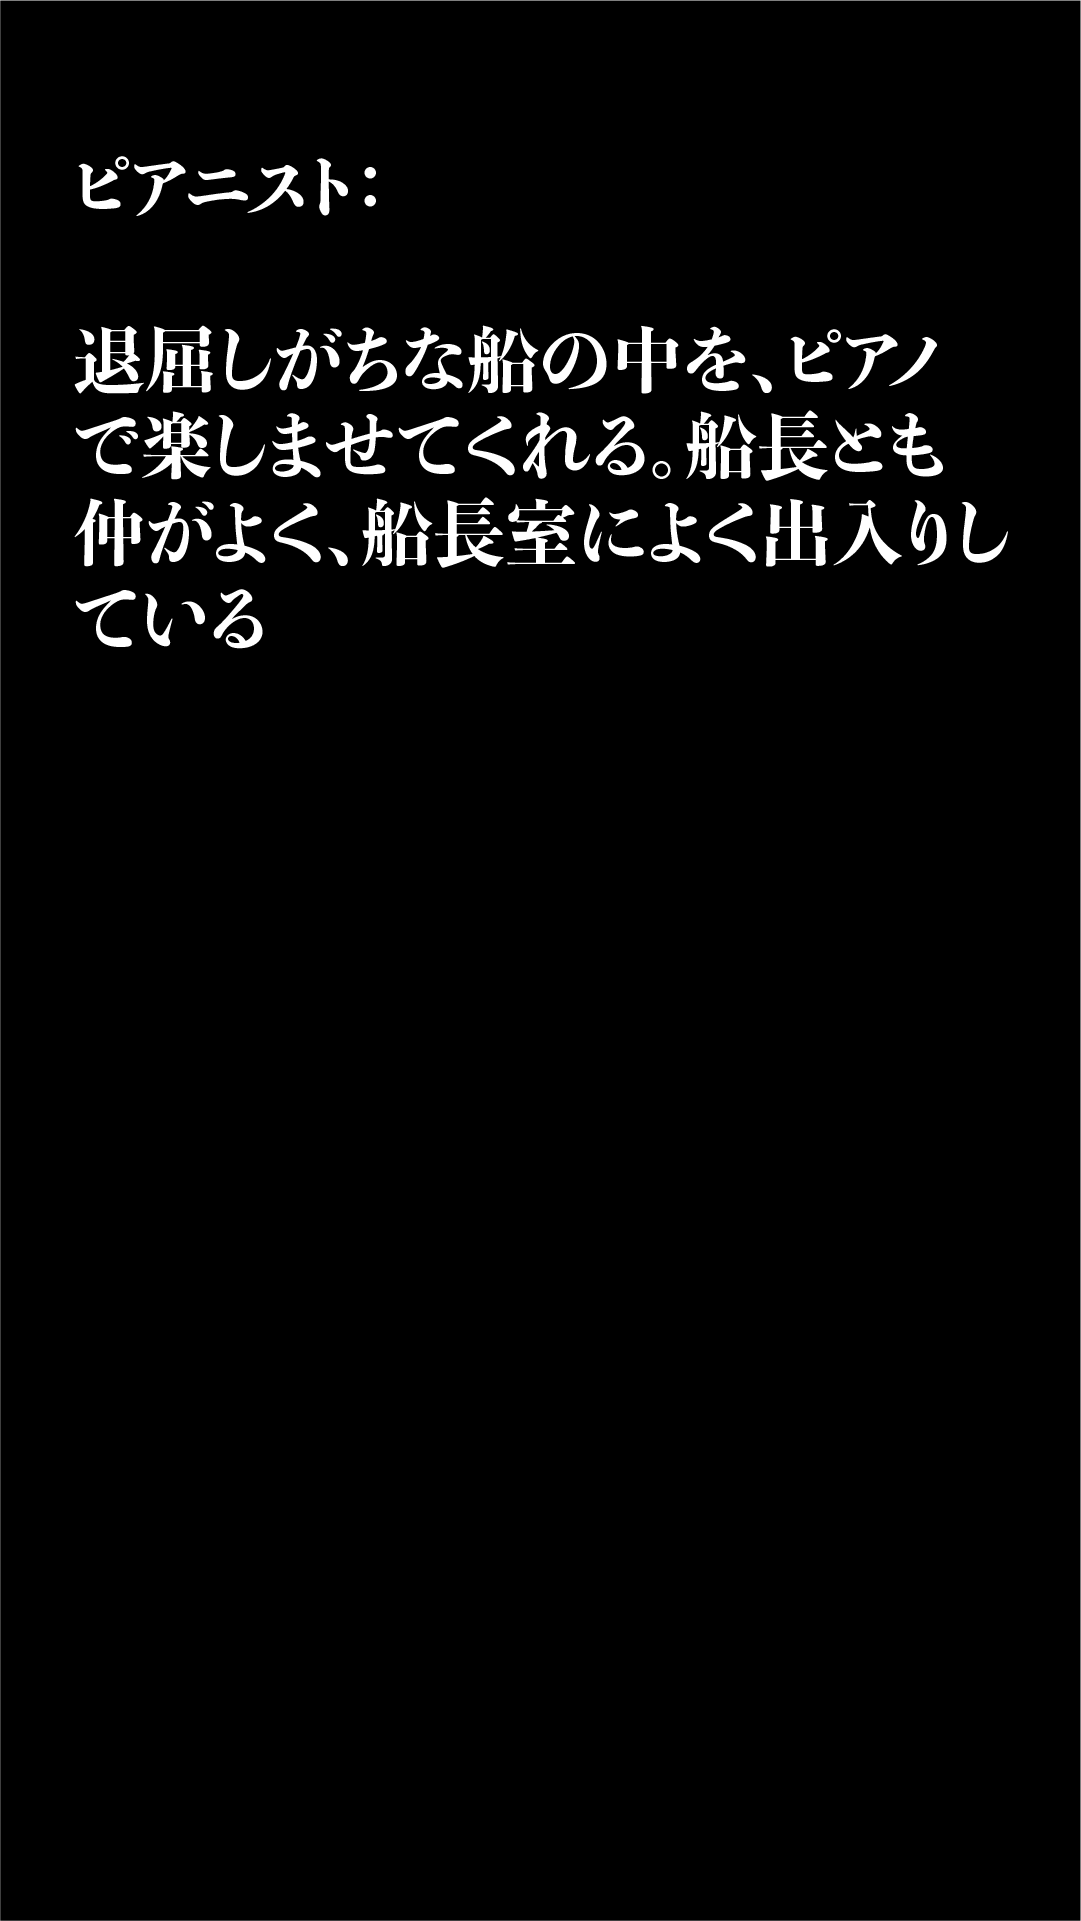 ピアニスト：
退屈しがちな船の中を、ピアノ
で楽しませてくれる。船長とも
仲がよく、船長室によく出入りし
ている